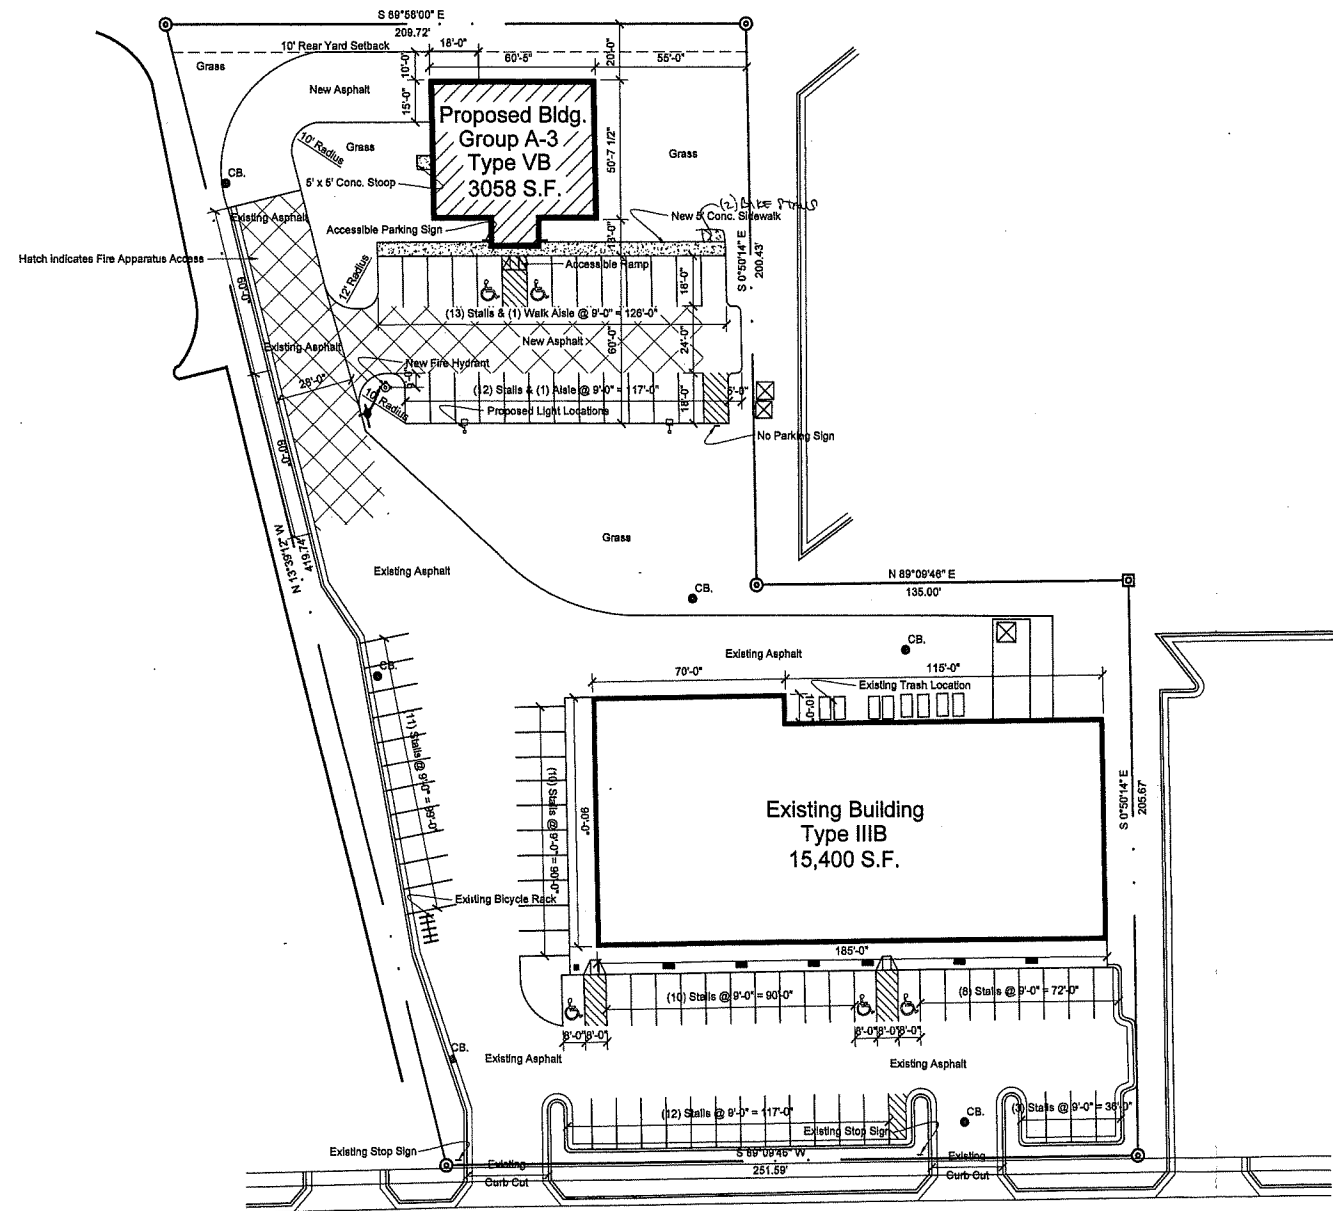 S 89°58'00" E
209.72'
10' Rear Yard Setback
18'-0"
60'-5"
20'-0"
55'-0"
10'-0"
15'-0"
Grass
New Asphalt
10' Radius
Grass
Proposed Bldg.
Group A-3
Type VB
3058 S.F.
50'-7 1/2"
Grass
CB.
5' x 5' Conc. Stoop
(2) BIKE STALLS
New 5' Conc. Sidewalk
Existing Asphalt
Accessible Parking Sign
13'-0"
S 0°50'14" E
200.43'
Hatch indicates Fire Apparatus Access
60'-0"
12' Radius
Accessible Ramp
(13) Stalls & (1) Walk Aisle @ 9'-0" = 126'-0"
New Asphalt
60'-0"
24'-0"
Existing Asphalt
New Fire Hydrant
26'-0"
(12) Stalls & (1) Aisle @ 9'-0" = 117'-0"
18'-0"
10' Radius
Proposed Light Locations
No Parking Sign
60'-0"
N 13°39'12" W
419.74'
Grass
Existing Asphalt
CB.
N 89°09'46" E
135.00'
CB.
Existing Asphalt
CB.
70'-0"
115'-0"
Existing Trash Location
10'-0"
(11) Stalls @ 9'-0" = 99'-0"
(10) Stalls @ 9'-0" = 90'-0"
90'-0"
Existing Building
Type IIIB
15,400 S.F.
S 0°50'14" E
205.67'
Existing Bicycle Rack
185'-0"
(10) Stalls @ 9'-0" = 90'-0"
(8) Stalls @ 9'-0" = 72'-0"
8'-0"
8'-0"
8'-0"
8'-0"
8'-0"
CB.
Existing Asphalt
Existing Asphalt
(12) Stalls @ 9'-0" = 117'-0"
(3) Stalls @ 9'-0" = 36'-0"
CB.
Existing Stop Sign
Existing Stop Sign
S 89°09'46" W
251.59'
Existing
Curb Cut
Existing
Curb Cut